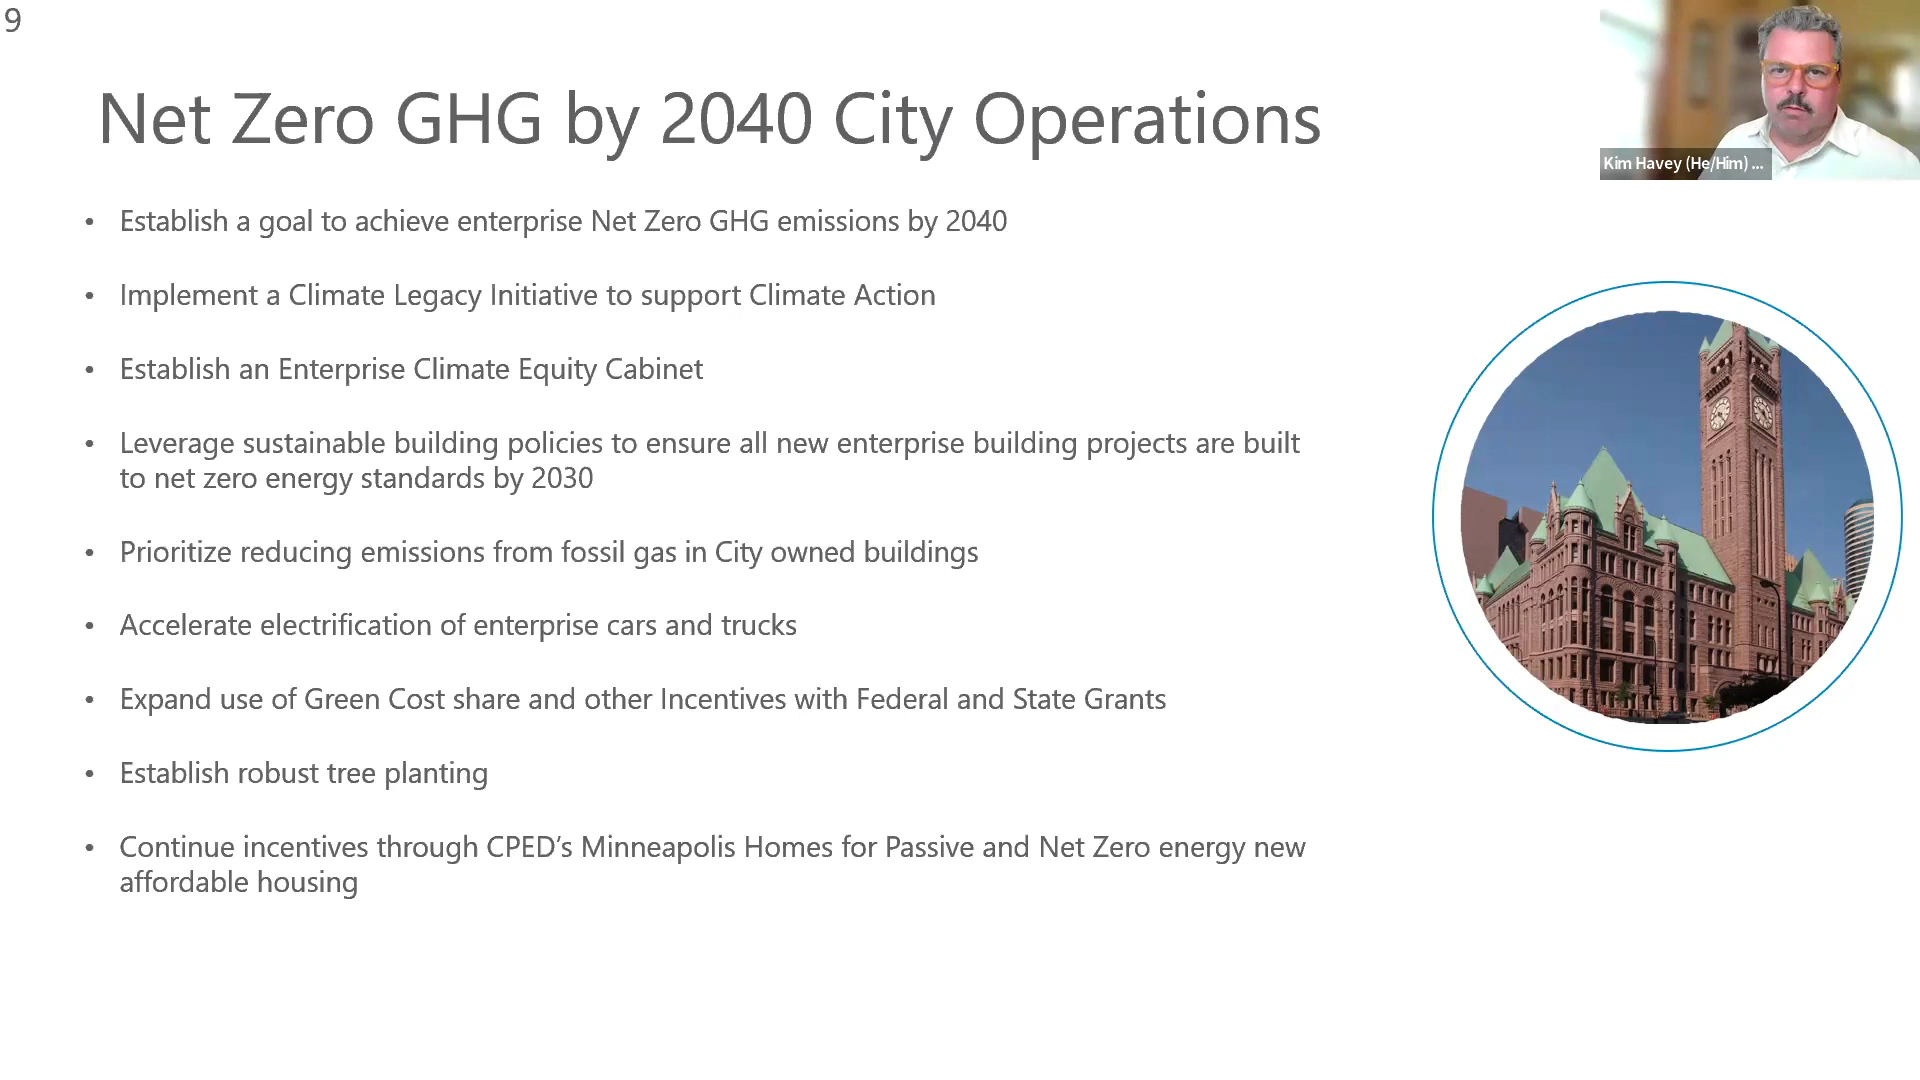 9
Net Zero GHG by 2040 City Operations
Kim Havey (He/Him) ...
• Establish a goal to achieve enterprise Net Zero GHG emissions by 2040
• Implement a Climate Legacy Initiative to support Climate Action
• Establish an Enterprise Climate Equity Cabinet
• Leverage sustainable building policies to ensure all new enterprise building projects are built
to net zero energy standards by 2030
• Prioritize reducing emissions from fossil gas in City owned buildings
• Accelerate electrification of enterprise cars and trucks
• Expand use of Green Cost share and other Incentives with Federal and State Grants
• Establish robust tree planting
• Continue incentives through CPED’s Minneapolis Homes for Passive and Net Zero energy new
affordable housing